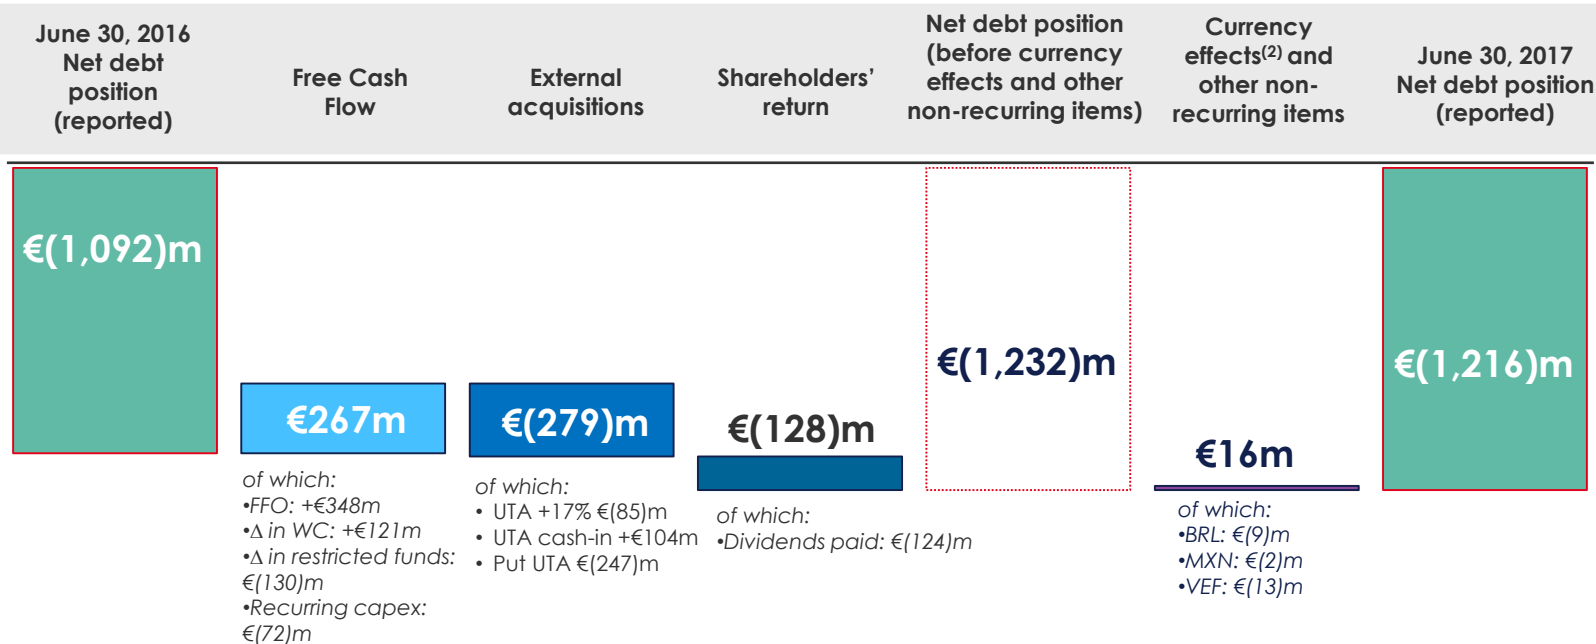 June 30, 2016
Net debt
position
(reported)
Free Cash
Flow
External
acquisitions
Shareholders’
return
Net debt position
(before currency
effects and other
non-recurring items)
Currency
effects(2) and
other non-
recurring items
June 30, 2017
Net debt position
(reported)
€(1,092)m
€267m
of which:
•FFO: +€348m
•Δ in WC: +€121m
•Δ in restricted funds:
€(130)m
•Recurring capex:
€(72)m
€(279)m
of which:
• UTA +17% €(85)m
• UTA cash-in +€104m
• Put UTA €(247)m
€(128)m
of which:
•Dividends paid: €(124)m
€(1,232)m
€16m
of which:
•BRL: €(9)m
•MXN: €(2)m
•VEF: €(13)m
€(1,216)m